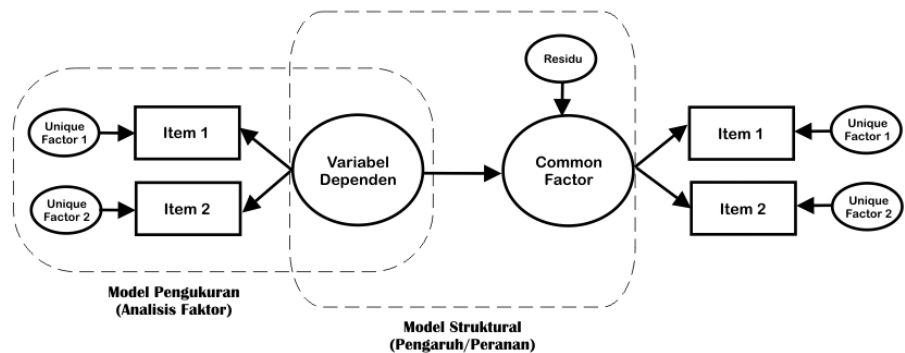 Residu
Unique
Factor 1
Item 1
Variabel
Dependen
Common
Factor
Item 1
Unique
Factor 1
Unique
Factor 2
Item 2
Item 2
Unique
Factor 2
Model Pengukuran
(Analisis Faktor)
Model Struktural
(Pengaruh/Peranan)